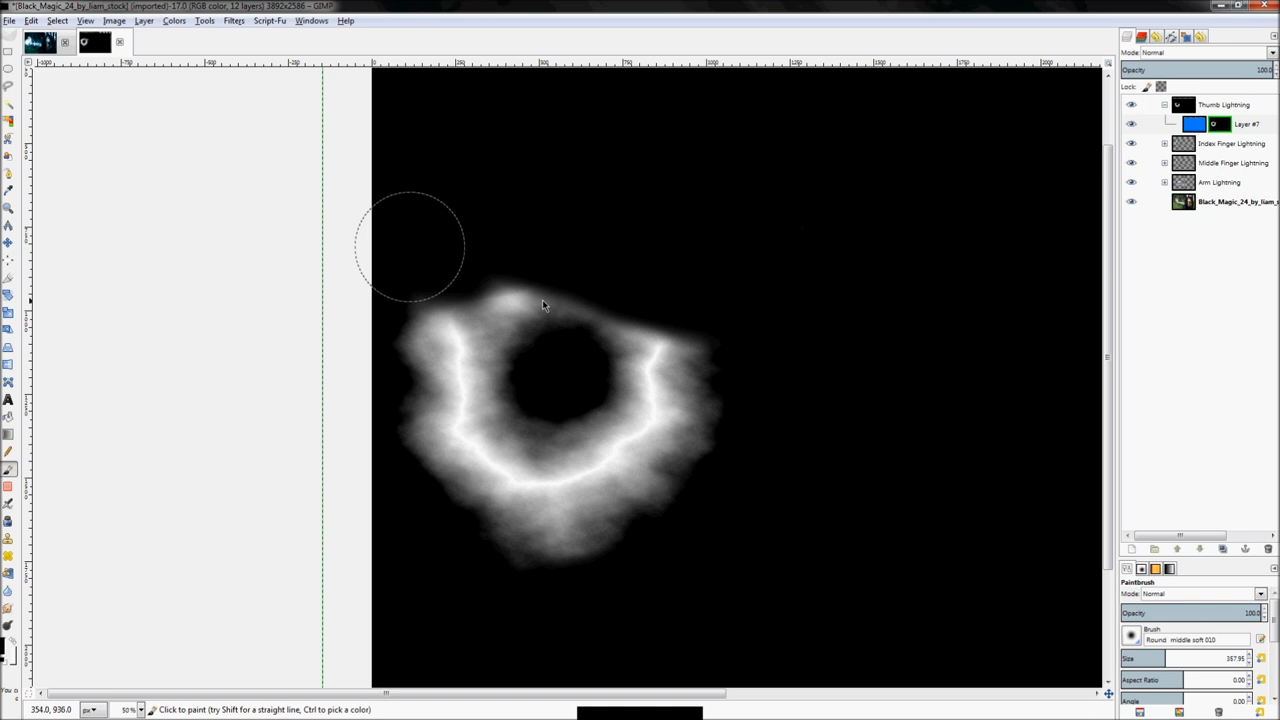 *[Black_Magic_24_by_liam_stock] (imported)-17.0 (RGB color, 12 layers) 3892x2586 – GIMP
File Edit Select View Image Layer Colors Tools Filters Script-Fu Windows Help
Mode: Normal
Opacity 100.0
Lock:
Thumb Lightning
Layer #7
Index Finger Lightning
Middle Finger Lightning
Arm Lightning
Black_Magic_24_by_liam_s
Paintbrush
Mode: Normal
Opacity 100.0
Brush
Round middle soft 010
Size 357.95
Aspect Ratio 0.00
Angle 0.00
You c
354.0, 936.0 px 50% Click to paint (try Shift for a straight line, Ctrl to pick a color)